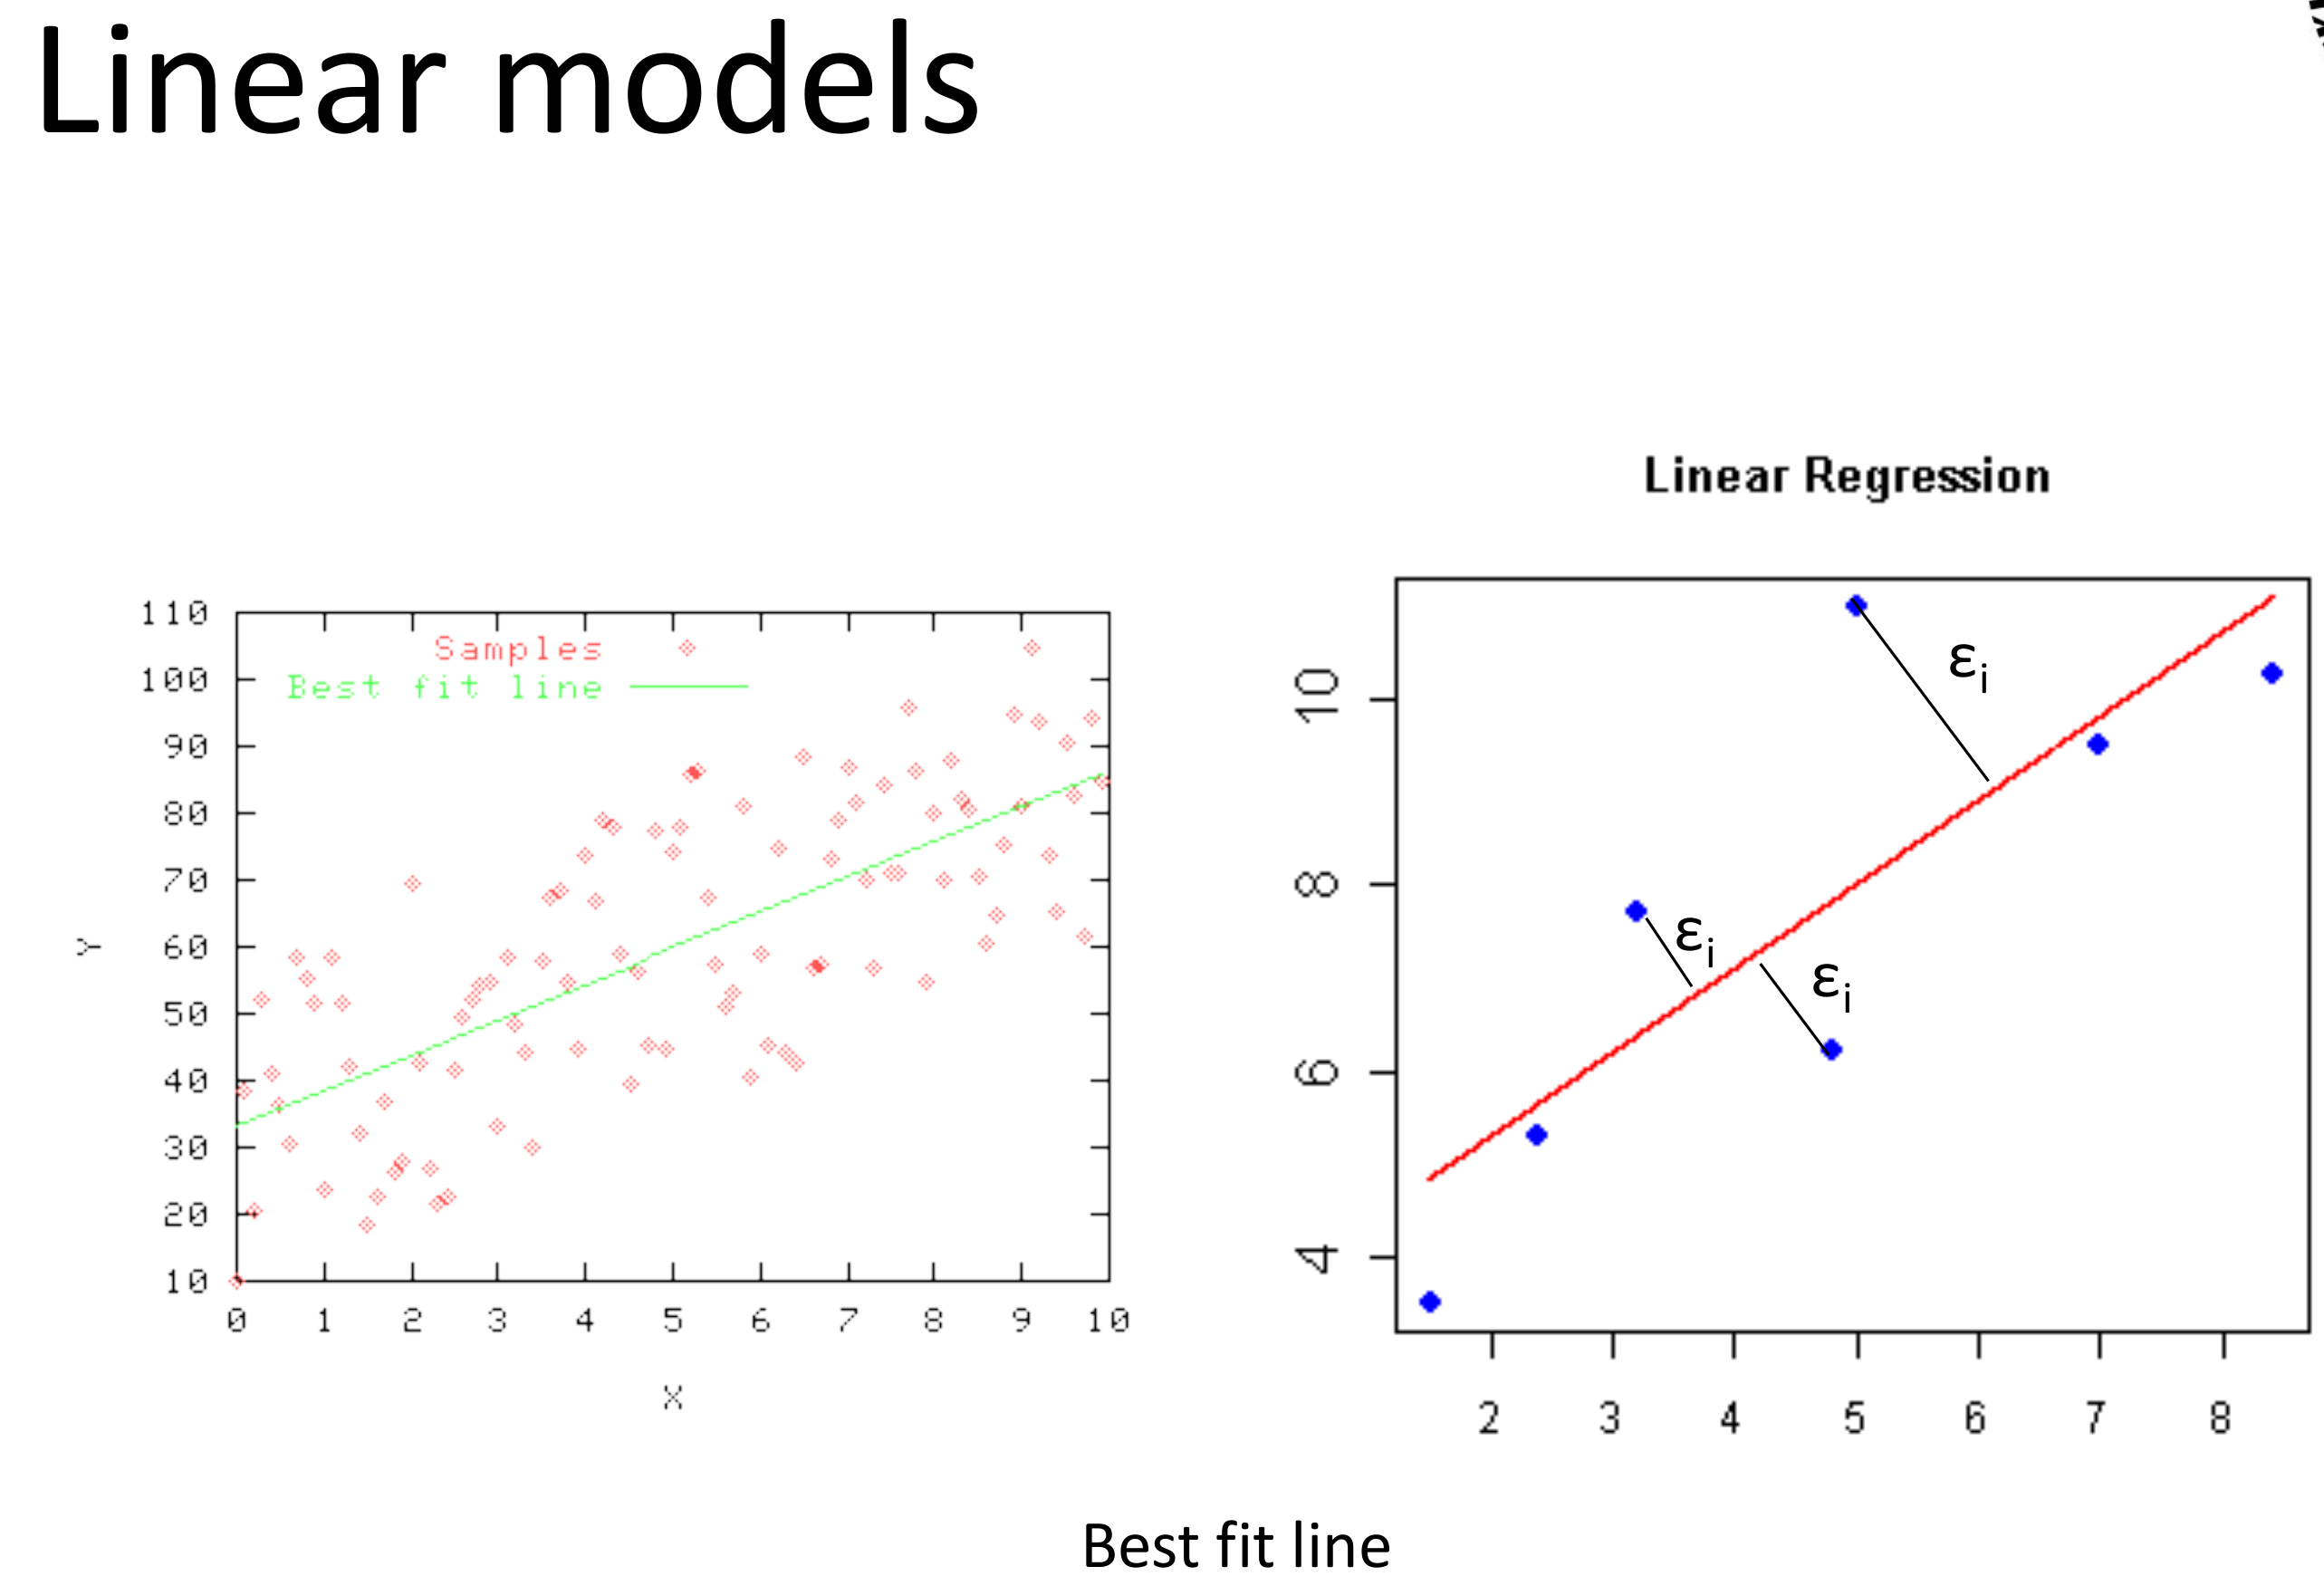 Linear models
Linear Regression
110
100
90
80
70
60
50
40
30
20
10
Samples
Best fit line
Y
0 1 2 3 4 5 6 7 8 9 10
X
10
8
6
4
εi
εi
εi
2 3 4 5 6 7 8
Best fit line